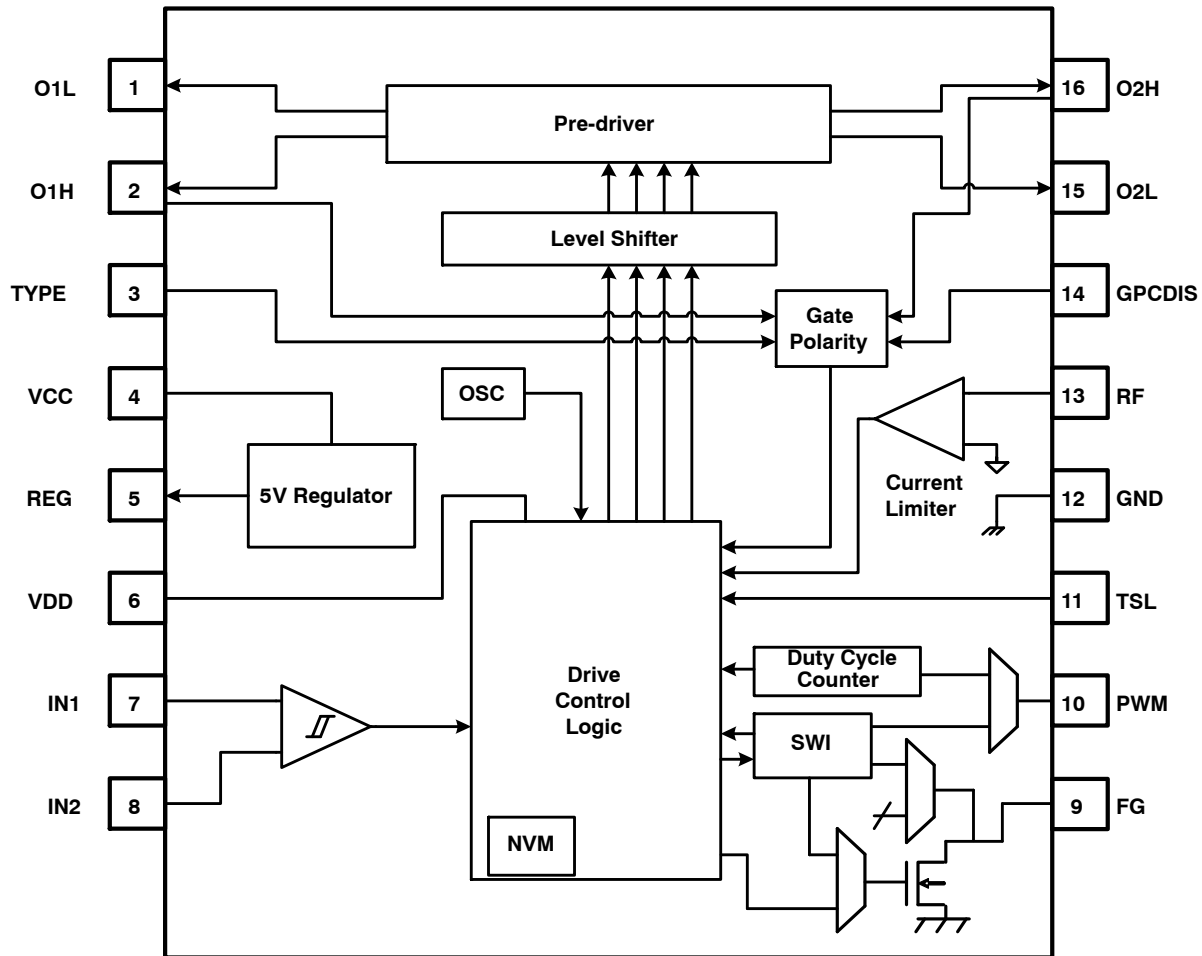 O1L
1
Pre-driver
16
O2H
O1H
2
15
O2L
Level Shifter
TYPE
3
Gate
Polarity
14
GPCDIS
VCC
4
OSC
13
RF
REG
5
5V Regulator
Current
Limiter
12
GND
VDD
6
11
TSL
Drive
Control
Logic
Duty Cycle
Counter
IN1
7
10
PWM
SWI
IN2
8
9
FG
NVM